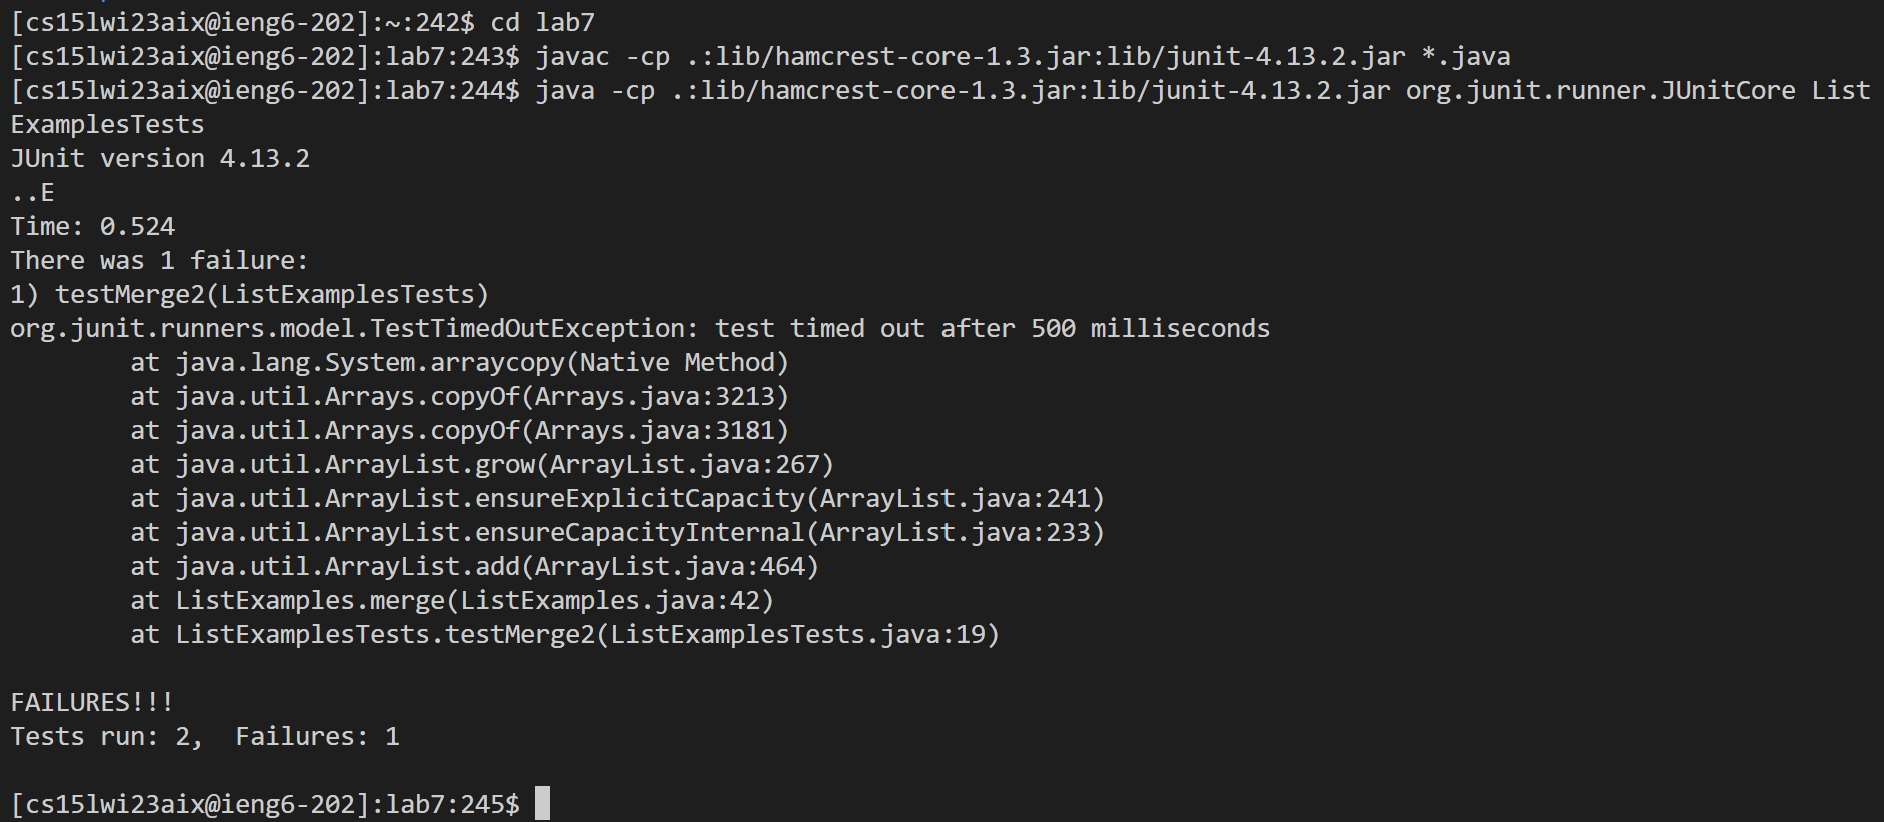 [cs15lwi23aix@ieng6-202]:~:242$ cd lab7
[cs15lwi23aix@ieng6-202]:lab7:243$ javac -cp .:lib/hamcrest-core-1.3.jar:lib/junit-4.13.2.jar *.java
[cs15lwi23aix@ieng6-202]:lab7:244$ java -cp .:lib/hamcrest-core-1.3.jar:lib/junit-4.13.2.jar org.junit.runner.JUnitCore List
ExamplesTests
JUnit version 4.13.2
..E
Time: 0.524
There was 1 failure:
1) testMerge2(ListExamplesTests)
org.junit.runners.model.TestTimedOutException: test timed out after 500 milliseconds
        at java.lang.System.arraycopy(Native Method)
        at java.util.Arrays.copyOf(Arrays.java:3213)
        at java.util.Arrays.copyOf(Arrays.java:3181)
        at java.util.ArrayList.grow(ArrayList.java:267)
        at java.util.ArrayList.ensureExplicitCapacity(ArrayList.java:241)
        at java.util.ArrayList.ensureCapacityInternal(ArrayList.java:233)
        at java.util.ArrayList.add(ArrayList.java:464)
        at ListExamples.merge(ListExamples.java:42)
        at ListExamplesTests.testMerge2(ListExamplesTests.java:19)
FAILURES!!!
Tests run: 2,  Failures: 1
[cs15lwi23aix@ieng6-202]:lab7:245$